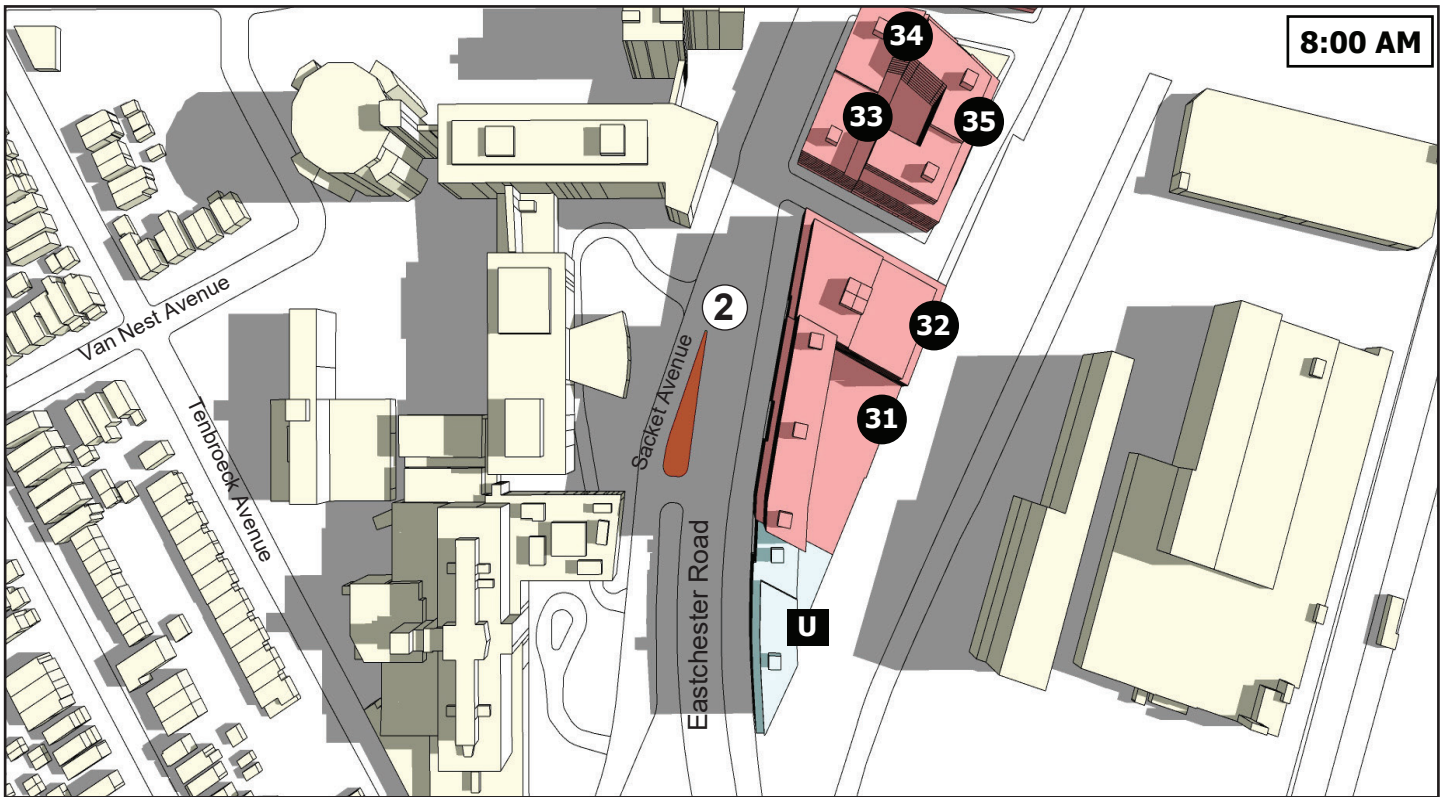 8:00 AM
34
33
35
Van Nest Avenue
2
32
Sacket Avenue
31
Tenbroeck Avenue
Eastchester Road
U